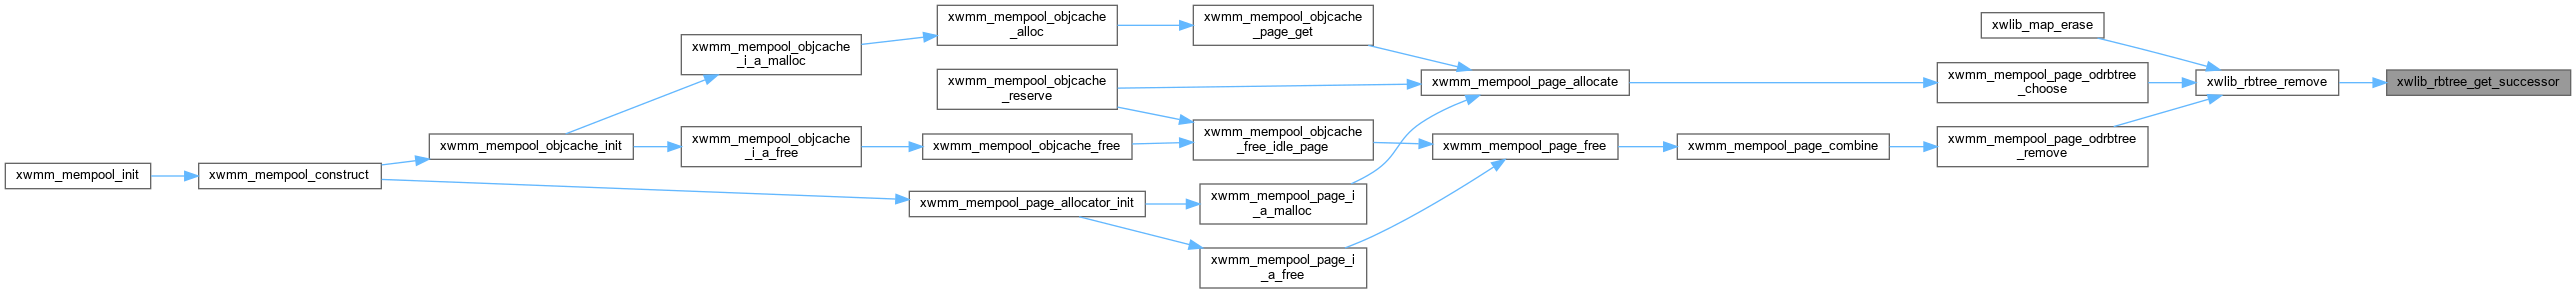 xwmm_mempool_init
xwmm_mempool_construct
xwmm_mempool_objcache_init
xwmm_mempool_objcache
_i_a_malloc
xwmm_mempool_objcache
_i_a_free
xwmm_mempool_objcache
_alloc
xwmm_mempool_objcache
_reserve
xwmm_mempool_objcache_free
xwmm_mempool_page_allocator_init
xwmm_mempool_objcache
_page_get
xwmm_mempool_objcache
_free_idle_page
xwmm_mempool_page_i
_a_malloc
xwmm_mempool_page_i
_a_free
xwmm_mempool_page_allocate
xwmm_mempool_page_free
xwmm_mempool_page_combine
xwlib_map_erase
xwmm_mempool_page_odrbtree
_choose
xwmm_mempool_page_odrbtree
_remove
xwlib_rbtree_remove
xwlib_rbtree_get_successor